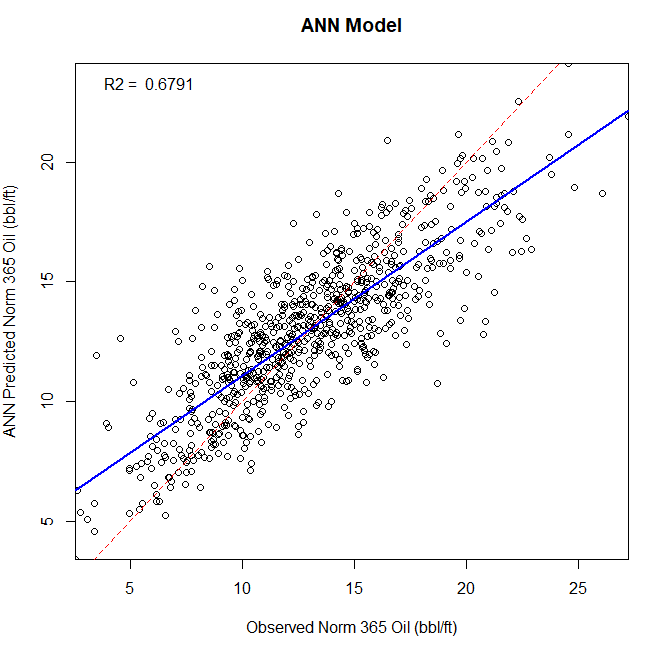 ANN Model
R2 = 0.6791
ANN Predicted Norm 365 Oil (bbl/ft)
20
15
10
5
5 10 15 20 25
Observed Norm 365 Oil (bbl/ft)